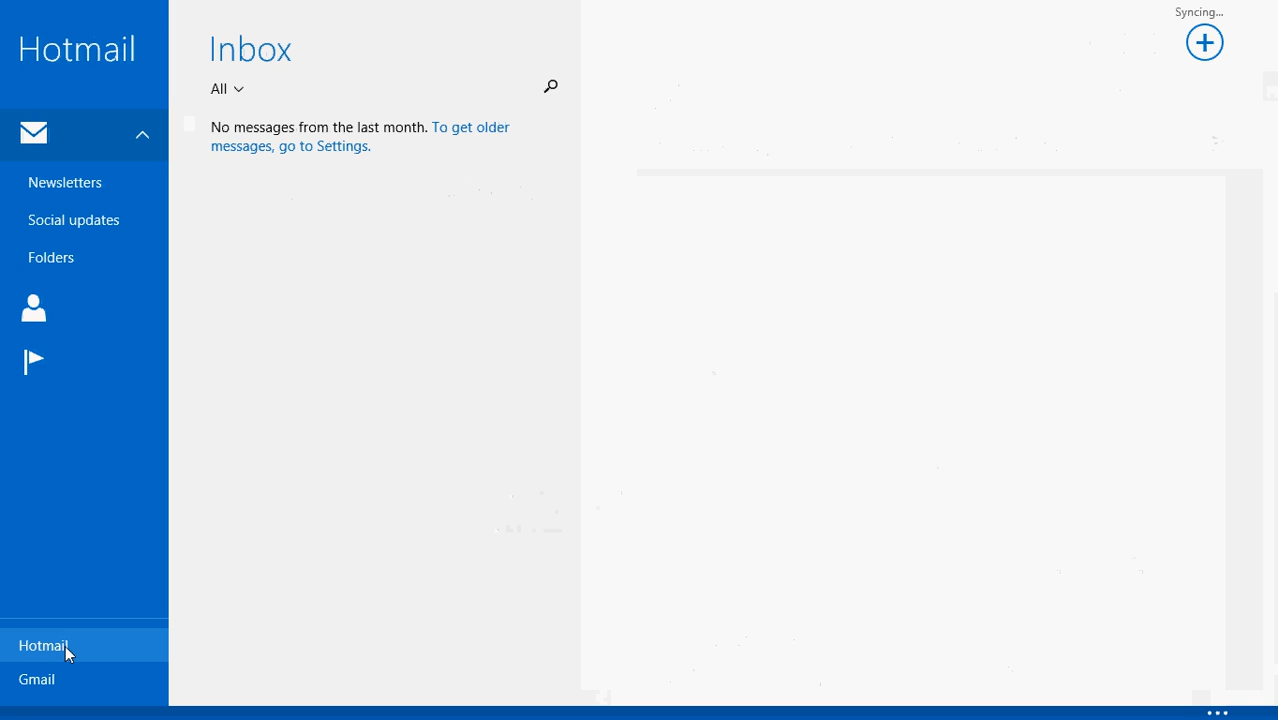 Syncing...
Hotmail
Inbox
All
No messages from the last month. To get older
messages, go to Settings.
Newsletters
Social updates
Folders
Hotmail
Gmail